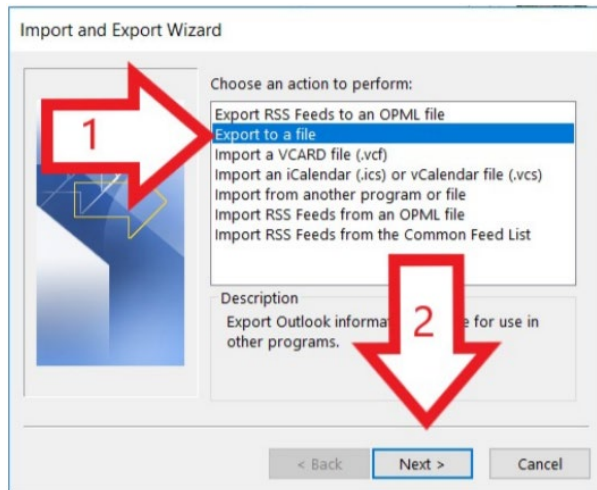 Import and Export Wizard
Choose an action to perform:
Export RSS Feeds to an OPML file
Export to a file
Import a VCARD file (.vcf)
Import an iCalendar (.ics) or vCalendar file (.vcs)
Import from another program or file
Import RSS Feeds from an OPML file
Import RSS Feeds from the Common Feed List
1
Description
Export Outlook for use in
other programs.
2
< Back Next > Cancel